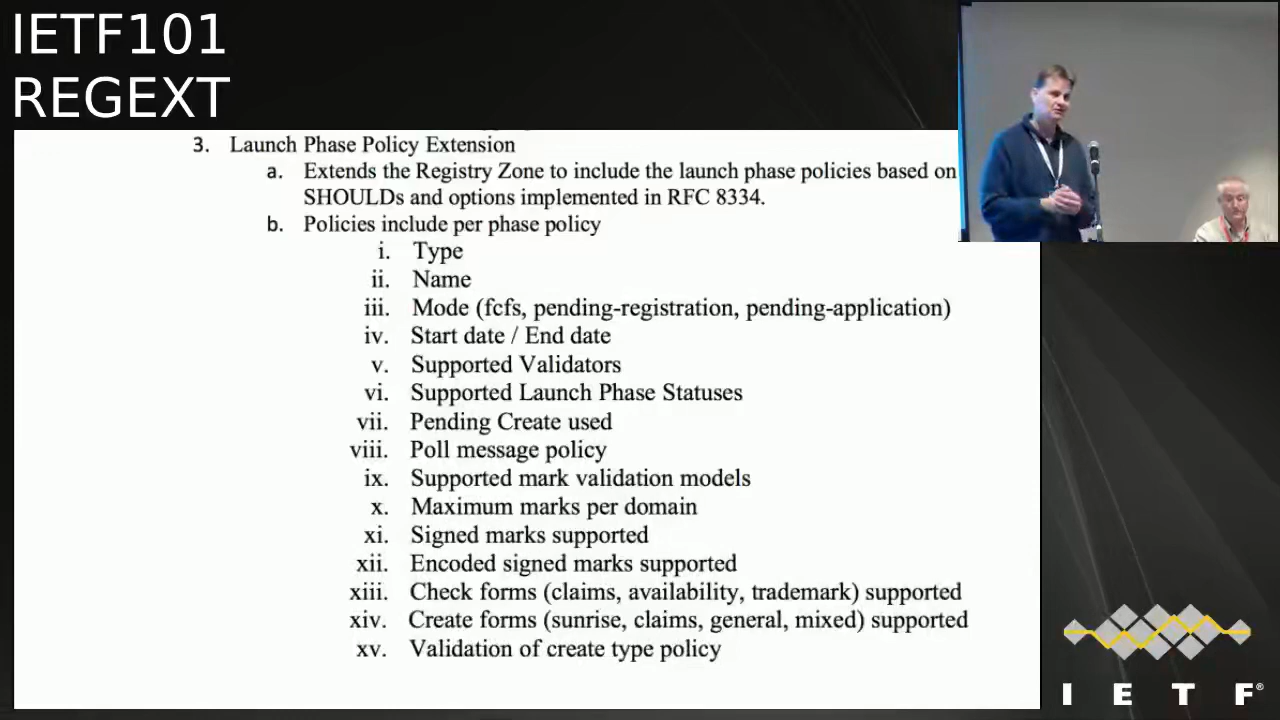 IETF101
REGEXT
3. Launch Phase Policy Extension
a. Extends the Registry Zone to include the launch phase policies based on
SHOULDs and options implemented in RFC 8334.
b. Policies include per phase policy
i. Type
ii. Name
iii. Mode (fcfs, pending-registration, pending-application)
iv. Start date / End date
v. Supported Validators
vi. Supported Launch Phase Statuses
vii. Pending Create used
viii. Poll message policy
ix. Supported mark validation models
x. Maximum marks per domain
xi. Signed marks supported
xii. Encoded signed marks supported
xiii. Check forms (claims, availability, trademark) supported
xiv. Create forms (sunrise, claims, general, mixed) supported
xv. Validation of create type policy
I E T F®